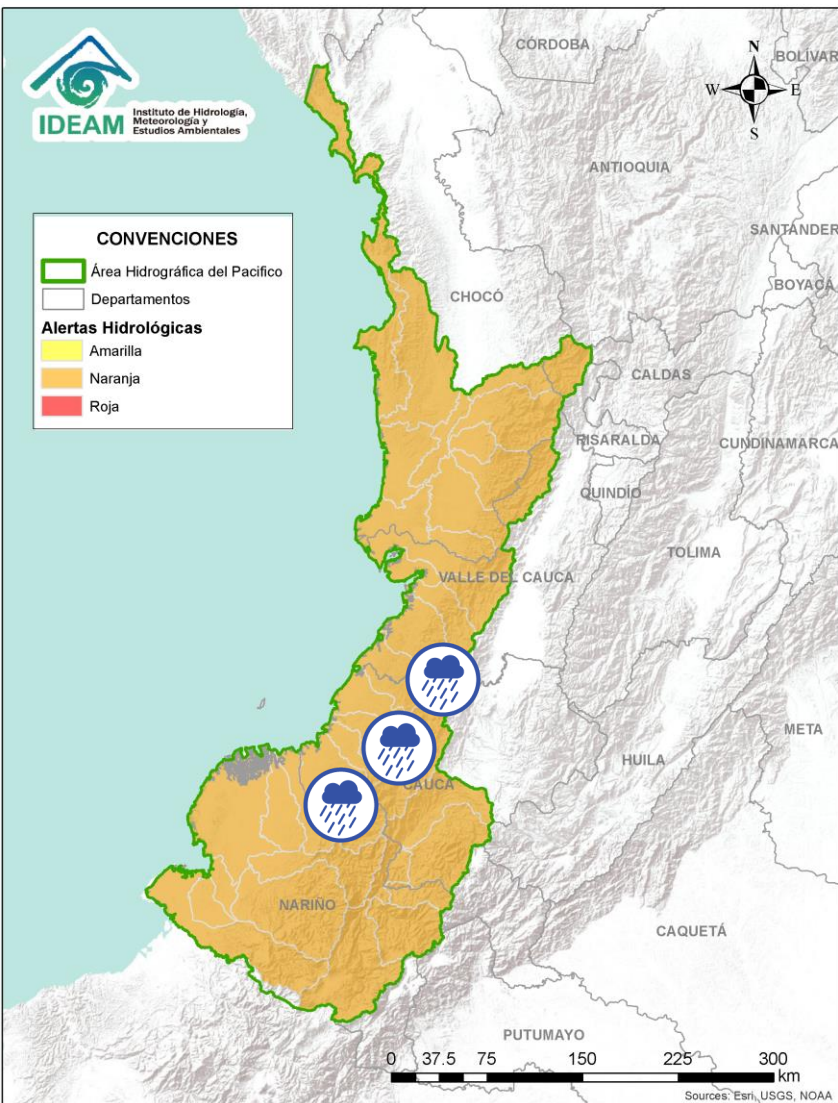 IDEAM
Instituto de Hidrología,
Meteorología y
Estudios Ambientales
N
W
E
S
CÓRDOBA
BOLÍVAR
ANTIOQUIA
SANTANDER
BOYACÁ
CHOCÓ
CALDAS
RISARALDA
CUNDINAMARCA
QUINDÍO
TOLIMA
VALLE DEL CAUCA
META
HUILA
CAUCA
NARIÑO
CAQUETÁ
PUTUMAYO
CONVENCIONES
Área Hidrográfica del Pacifico
Departamentos
Alertas Hidrológicas
Amarilla
Naranja
Roja
0 37.5 75 150 225 300
km
Sources: Esri, USGS, NOAA